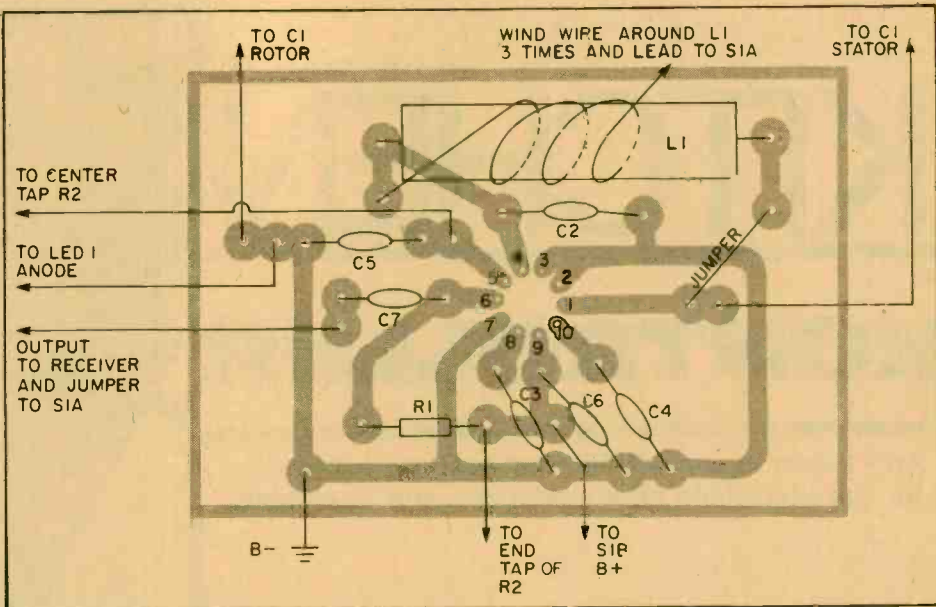 TO C1
ROTOR
WIND WIRE AROUND L1
3 TIMES AND LEAD TO S1A
TO C1
STATOR
L1
TO CENTER
TAP R2
C2
JUMPER
TO LED 1
ANODE
C5
5
3
2
C7
6
1
7
8
9
OUTPUT
TO RECEIVER
AND JUMPER
TO S1A
R1
C3
C6
C4
B-
TO
END
TAP OF
R2
TO
S1B
B+